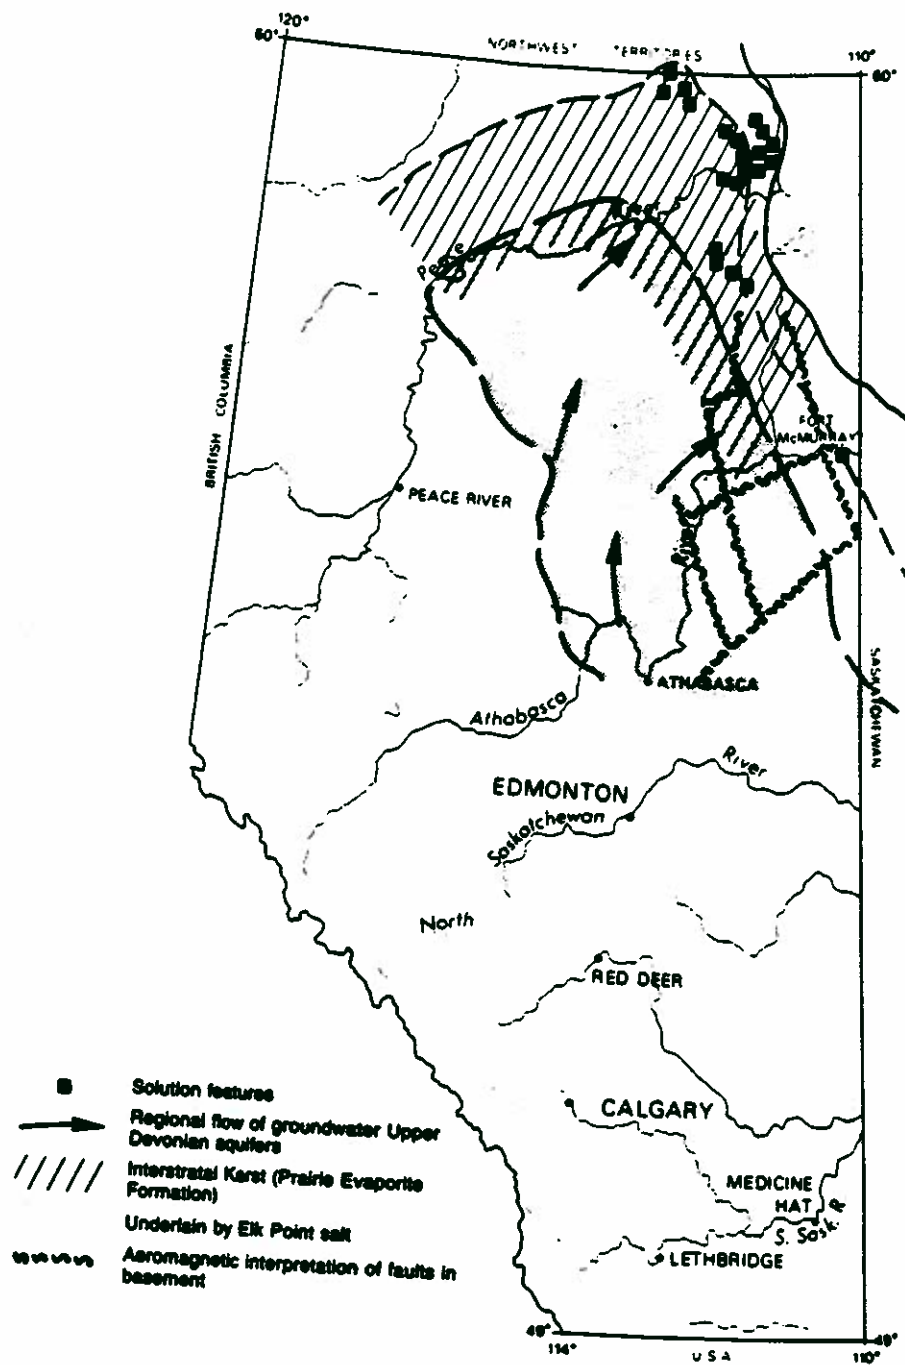 120°
60°
NORTHWEST TERRITORIES
110°
60°
River
Peace
BRITISH COLUMBIA
FORT
McMURRAY
PEACE RIVER
River
ATHABASCA
SASKATCHEWAN
Athabasca
River
EDMONTON
Saskatchewan
North
RED DEER
CALGARY
MEDICINE
HAT
S. Sask. R
LETHBRIDGE
49°
114°
USA
49°
110°
Solution features
Regional flow of groundwater Upper
Devonian aquifers
Interstratal Karst (Prairie Evaporite
Formation)
Underlain by Elk Point salt
Aeromagnetic interpretation of faults in
basement